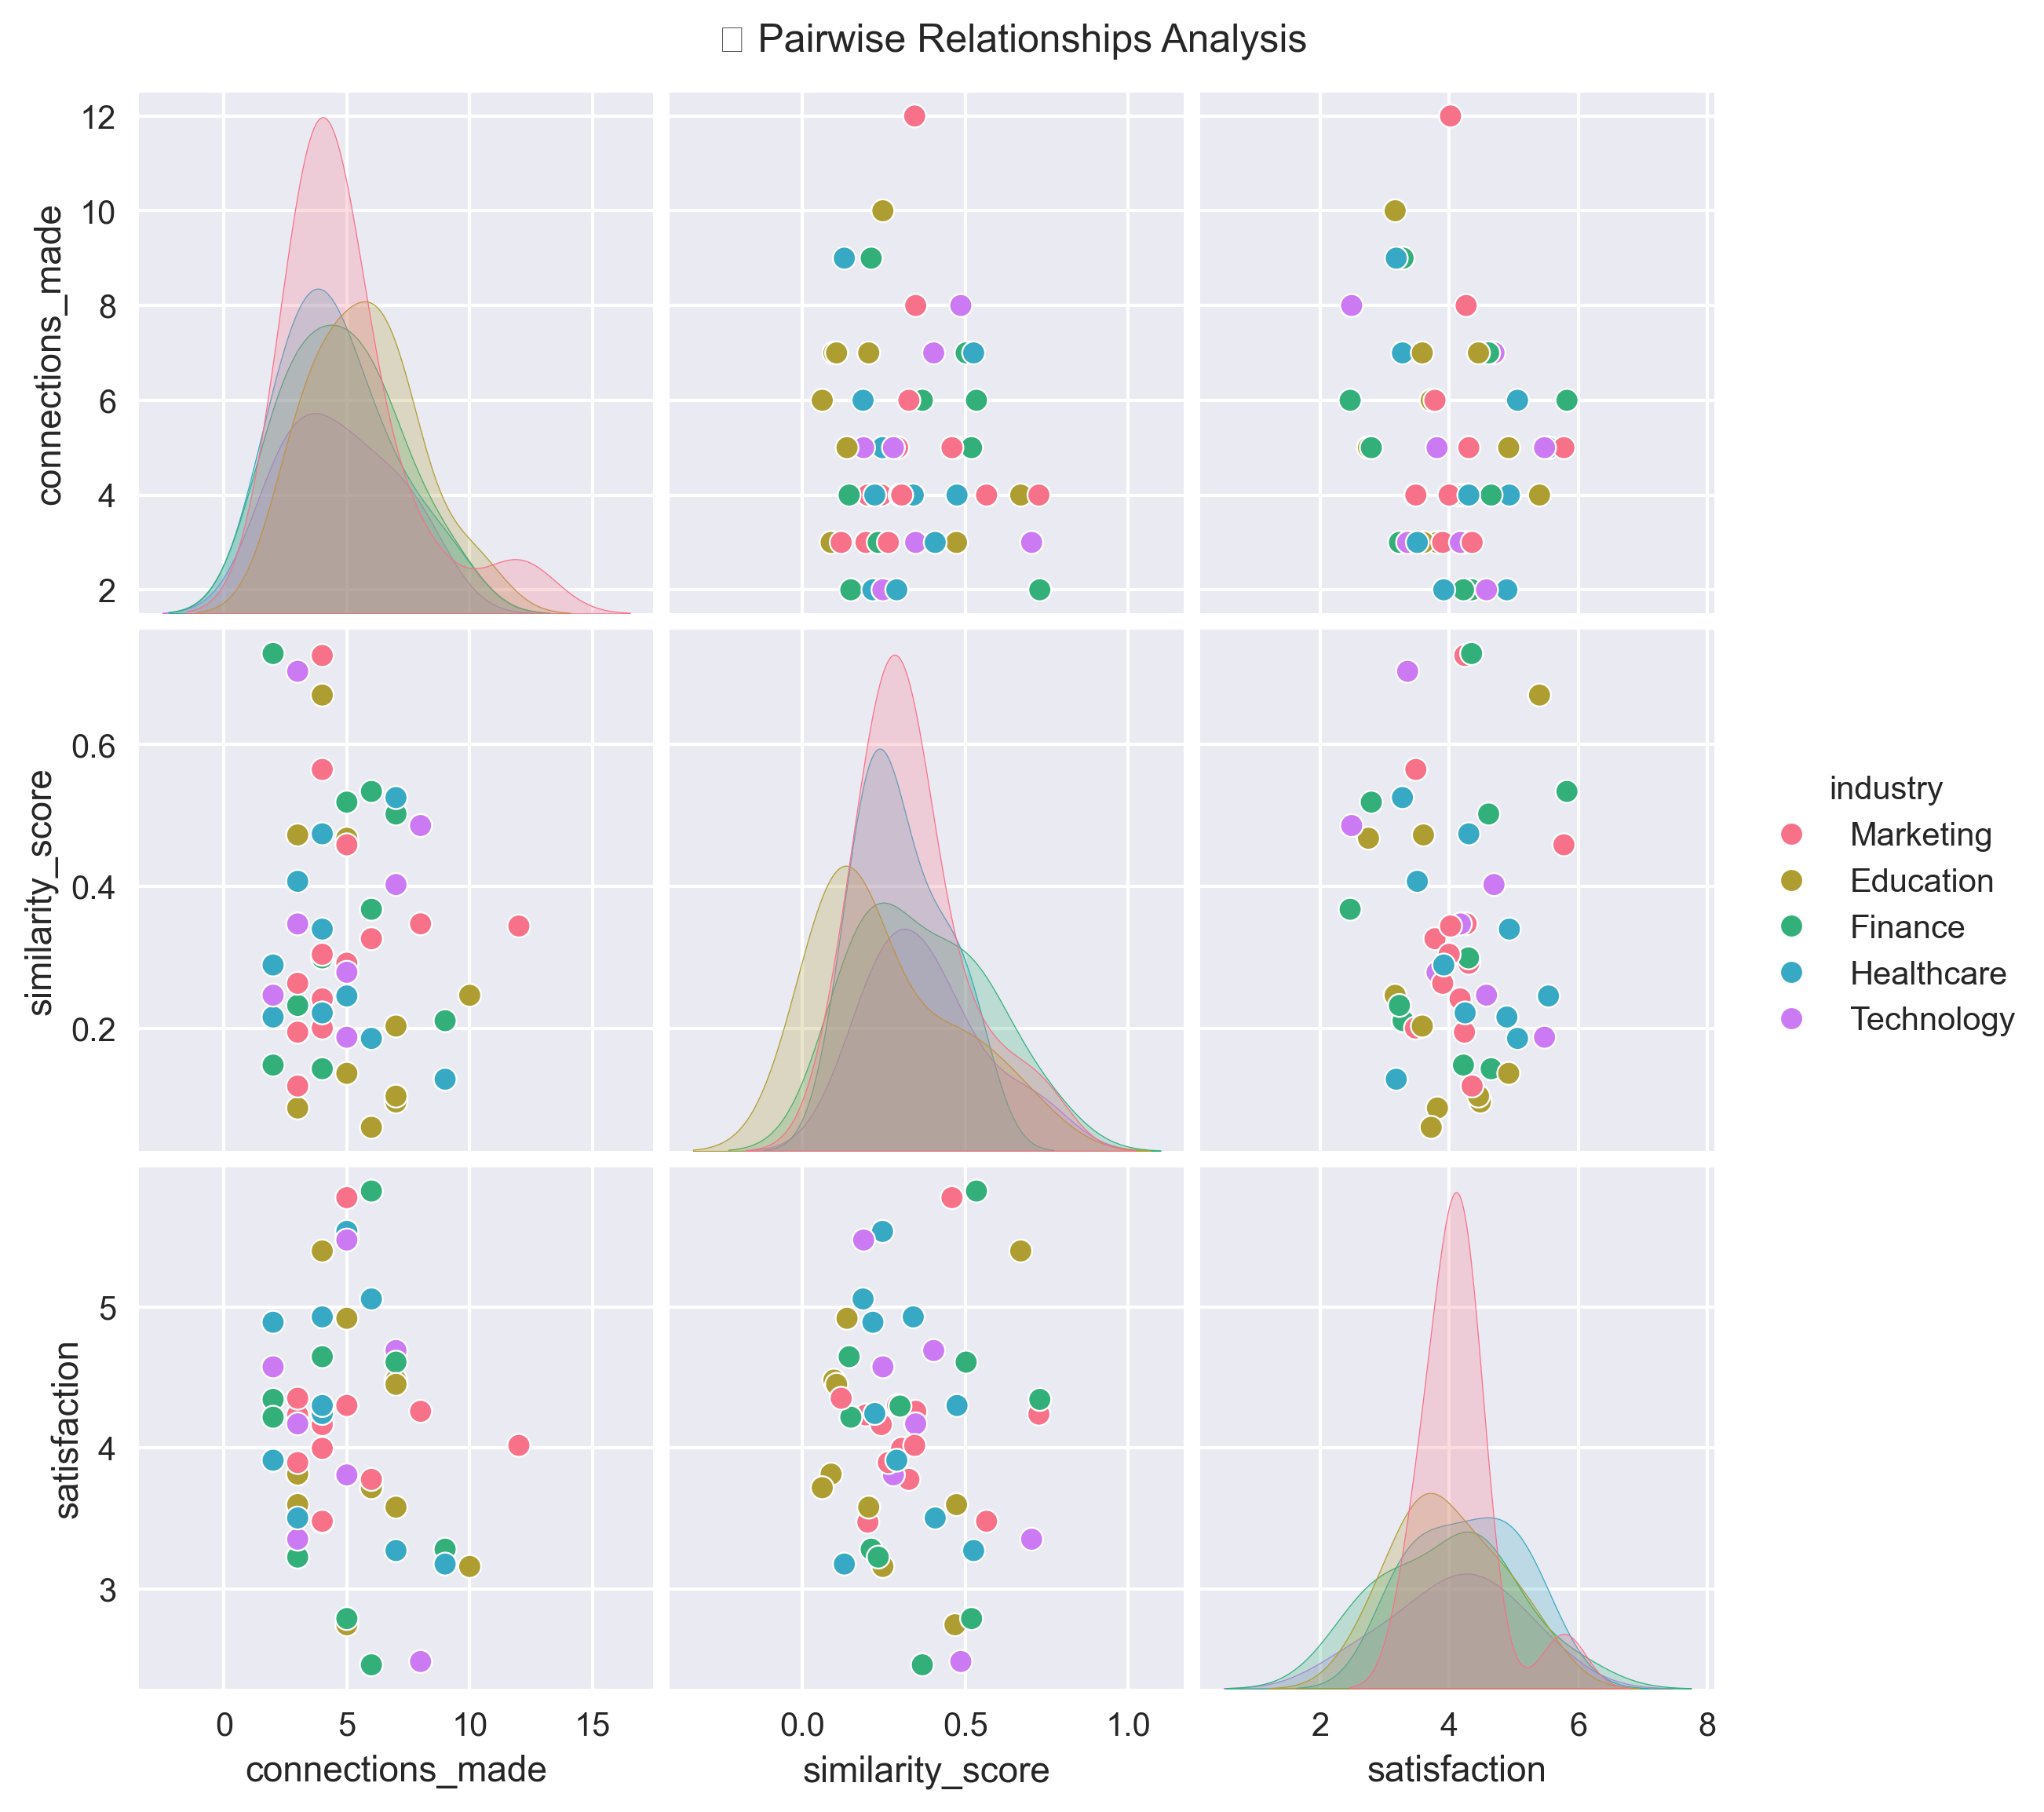 ▯ Pairwise Relationships Analysis
12
10
8
6
4
2
connections_made
0.6
0.4
0.2
similarity_score
5
4
3
satisfaction
0 5 10 15
connections_made
0.0 0.5 1.0
similarity_score
2 4 6 8
satisfaction
industry
Marketing
Education
Finance
Healthcare
Technology